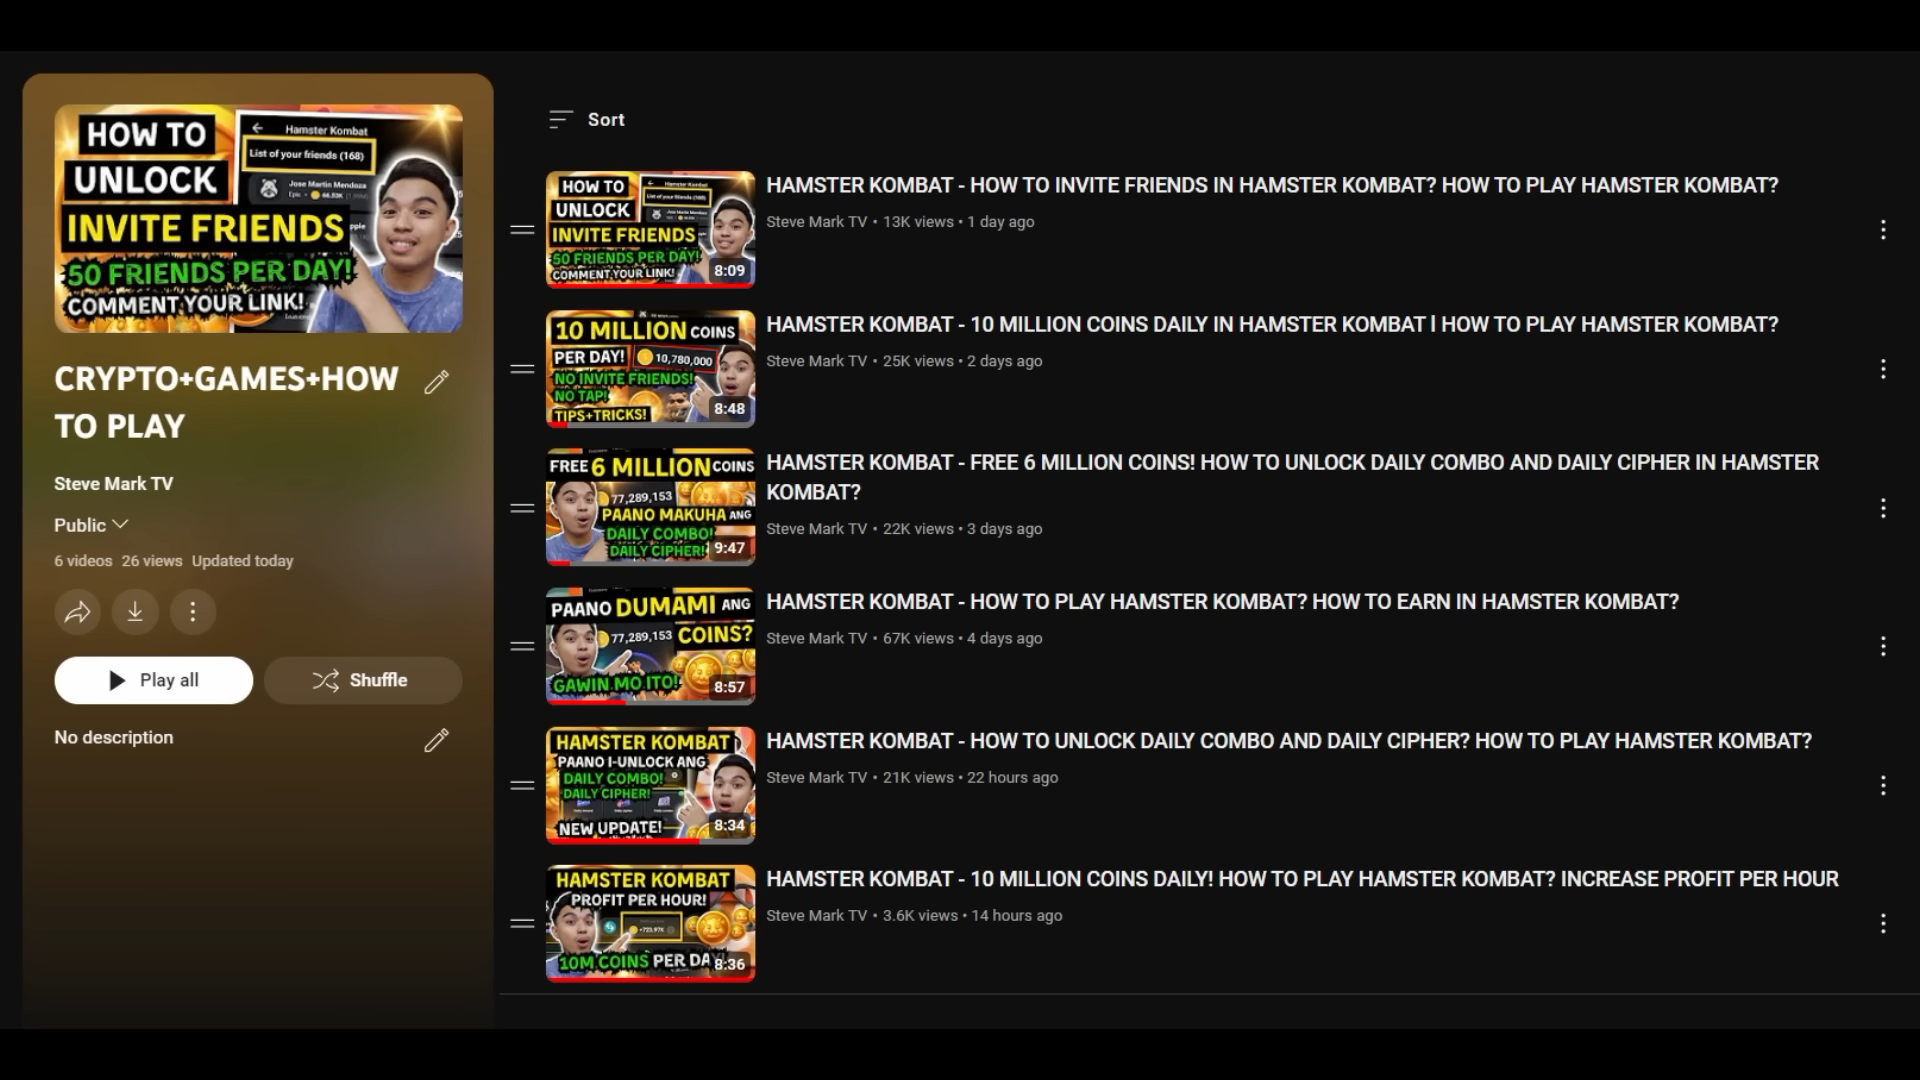 HOW TO
UNLOCK
INVITE FRIENDS
50 FRIENDS PER DAY!
COMMENT YOUR LINK!
Hamster Kombat
List of your friends (168)
Jose Martin Mendoza
CRYPTO+GAMES+HOW
TO PLAY
Steve Mark TV
Public
6 videos 26 views Updated today
Play all
Shuffle
No description
Sort
HOW TO
UNLOCK
INVITE FRIENDS
50 FRIENDS PER DAY!
COMMENT YOUR LINK!
Hamster Kombat
List of your friends (168)
8:09
HAMSTER KOMBAT - HOW TO INVITE FRIENDS IN HAMSTER KOMBAT? HOW TO PLAY HAMSTER KOMBAT?
Steve Mark TV • 13K views • 1 day ago
10 MILLION COINS
PER DAY! 10,780,000
NO INVITE FRIENDS!
NO TAP!
TIPS+TRICKS!
8:48
HAMSTER KOMBAT - 10 MILLION COINS DAILY IN HAMSTER KOMBAT l HOW TO PLAY HAMSTER KOMBAT?
Steve Mark TV • 25K views • 2 days ago
FREE 6 MILLION COINS
77,289,153
PAANO MAKUHA ANG
DAILY COMBO!
DAILY CIPHER!
9:47
HAMSTER KOMBAT - FREE 6 MILLION COINS! HOW TO UNLOCK DAILY COMBO AND DAILY CIPHER IN HAMSTER
KOMBAT?
Steve Mark TV • 22K views • 3 days ago
PAANO DUMAMI ANG
77,289,153 COINS?
GAWIN MO ITO!
8:57
HAMSTER KOMBAT - HOW TO PLAY HAMSTER KOMBAT? HOW TO EARN IN HAMSTER KOMBAT?
Steve Mark TV • 67K views • 4 days ago
HAMSTER KOMBAT
PAANO I-UNLOCK ANG
DAILY COMBO!
DAILY CIPHER!
NEW UPDATE!
8:34
HAMSTER KOMBAT - HOW TO UNLOCK DAILY COMBO AND DAILY CIPHER? HOW TO PLAY HAMSTER KOMBAT?
Steve Mark TV • 21K views • 22 hours ago
HAMSTER KOMBAT
PROFIT PER HOUR!
+723.97K
10M COINS PER DA
8:36
HAMSTER KOMBAT - 10 MILLION COINS DAILY! HOW TO PLAY HAMSTER KOMBAT? INCREASE PROFIT PER HOUR
Steve Mark TV • 3.6K views • 14 hours ago